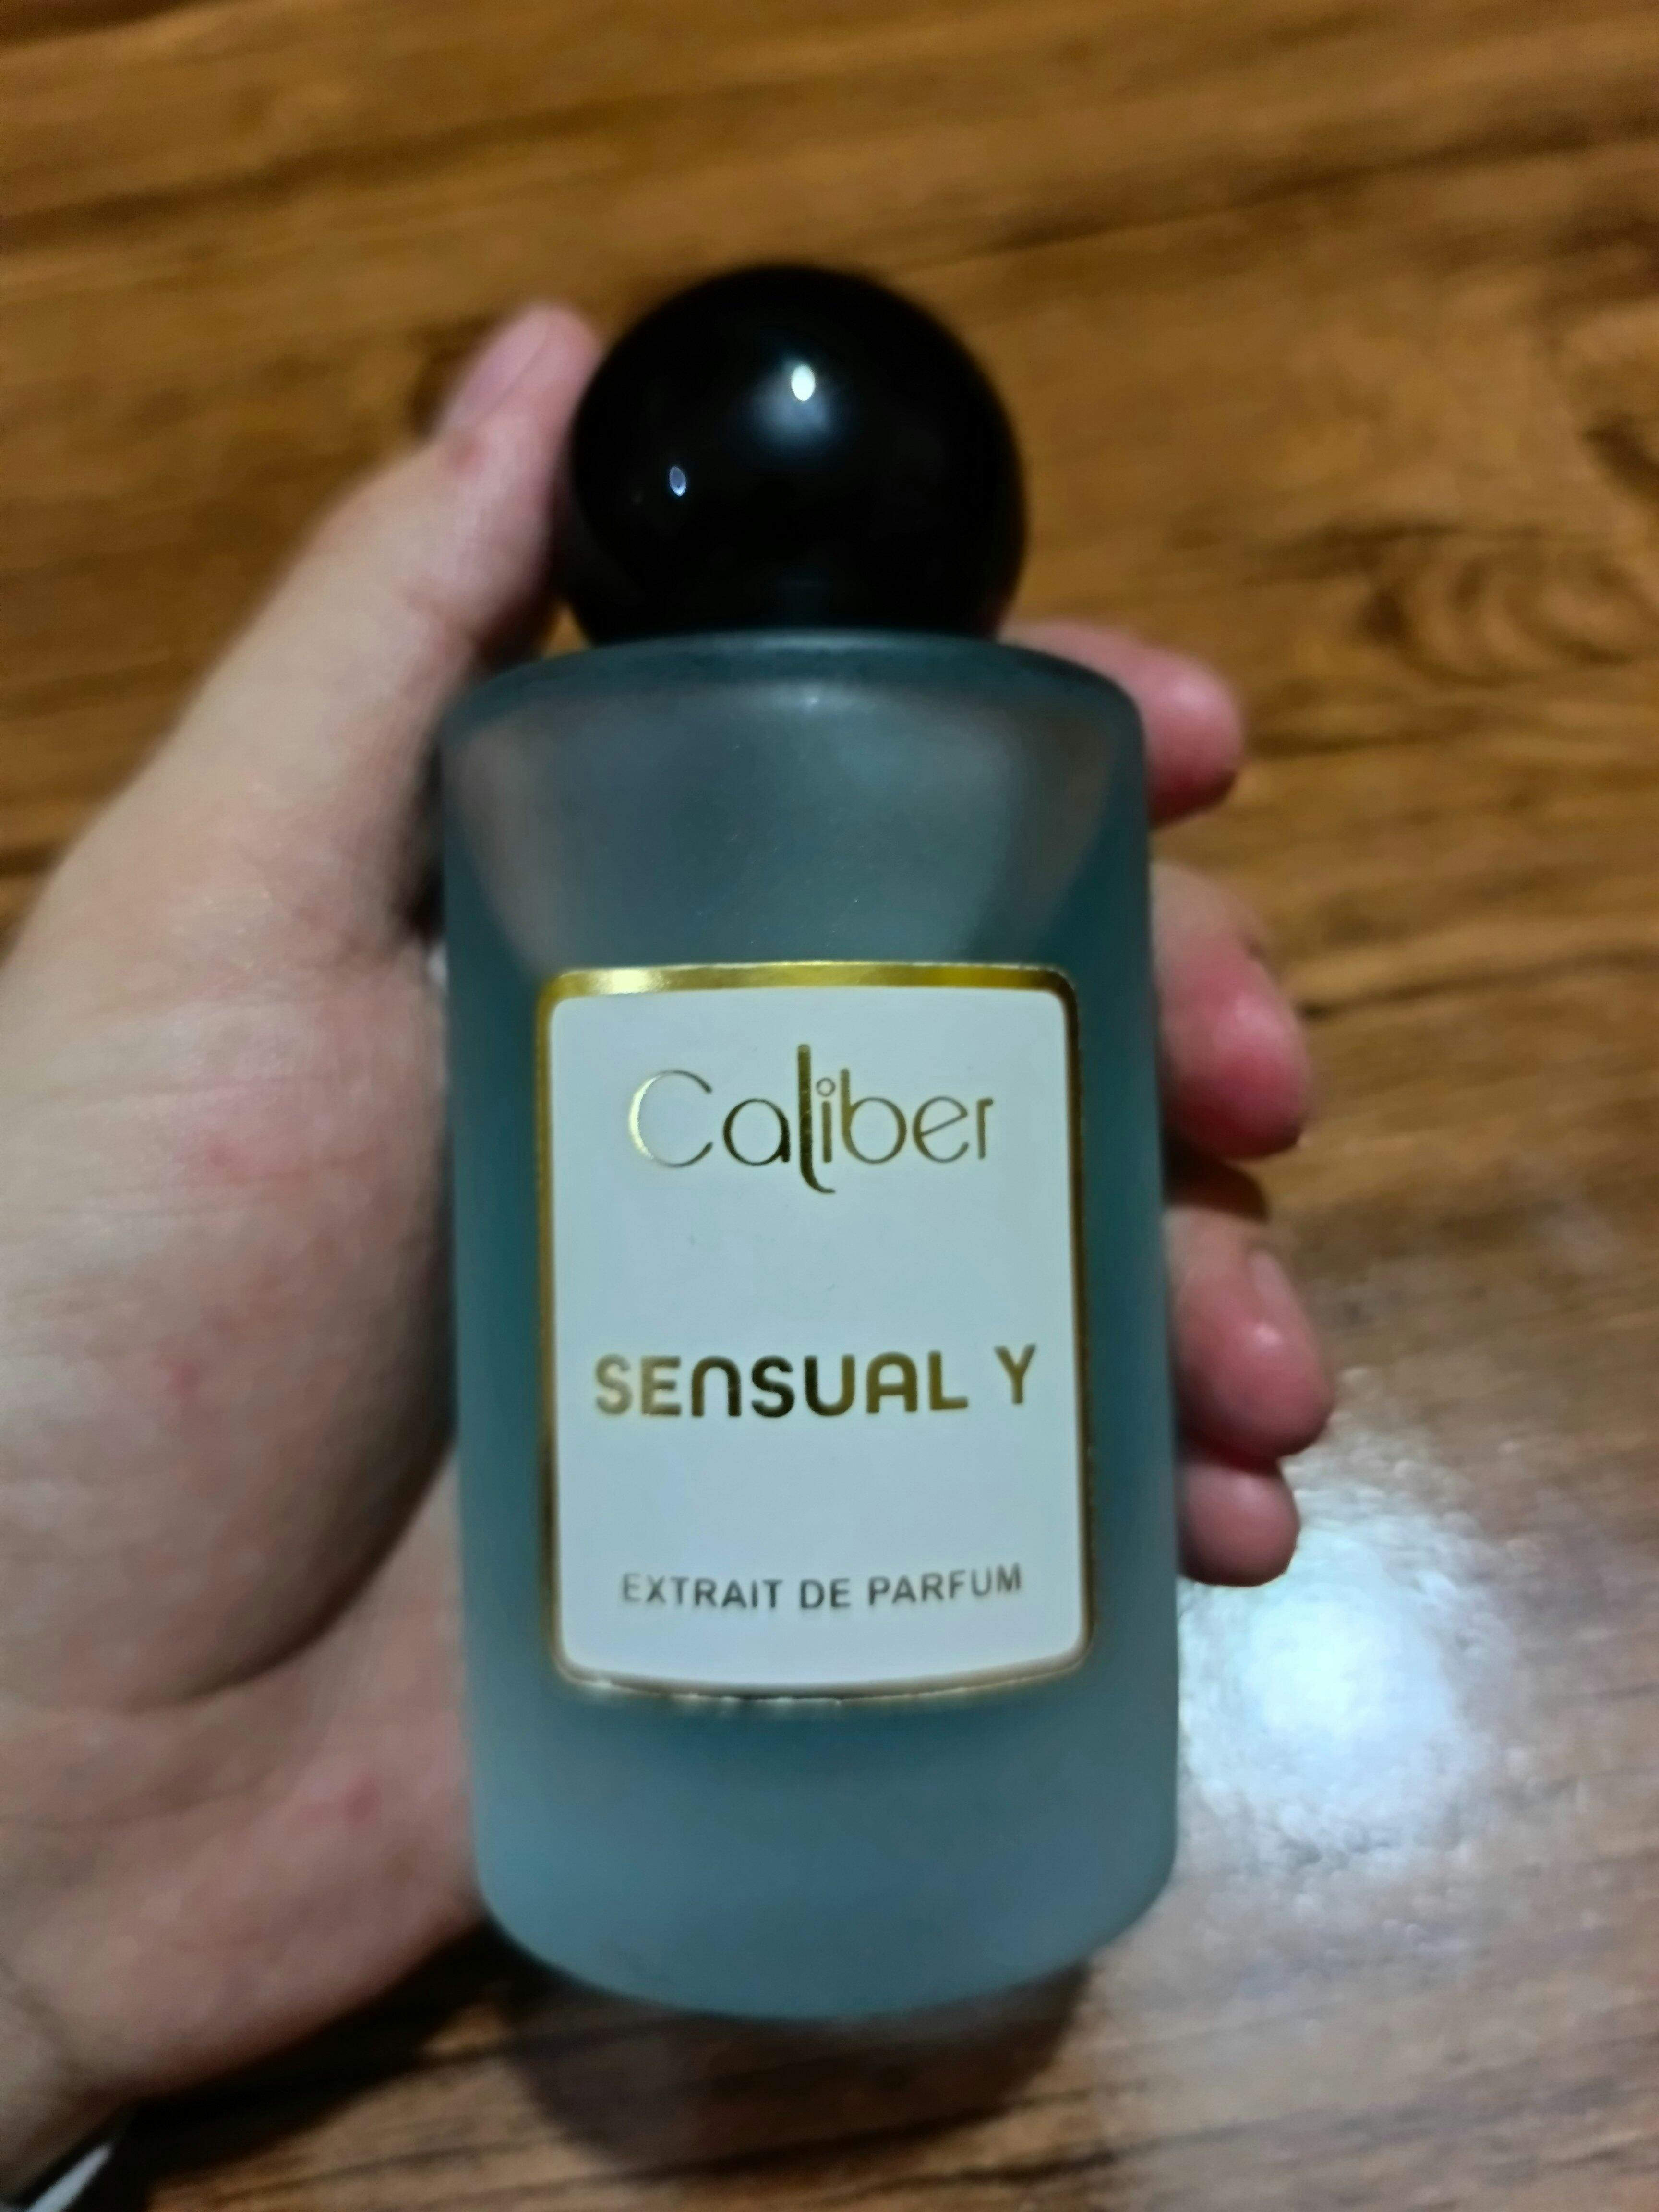 Caliber
SENSUAL Y
EXTRAIT DE PARFUM